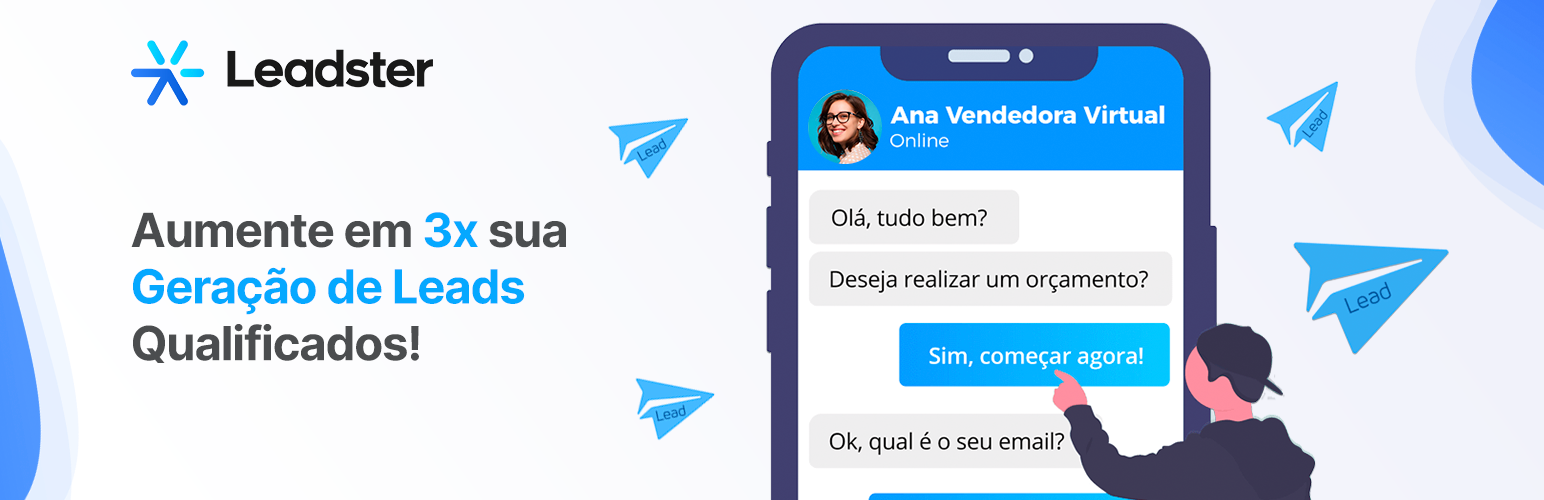 Leadster
Aumente em 3x sua
Geração de Leads
Qualificados!
Ana Vendedora Virtual
Online
Olá, tudo bem?
Deseja realizar um orçamento?
Sim, começar agora!
Ok, qual é o seu email?
Lead
Lead
Lead
Lead